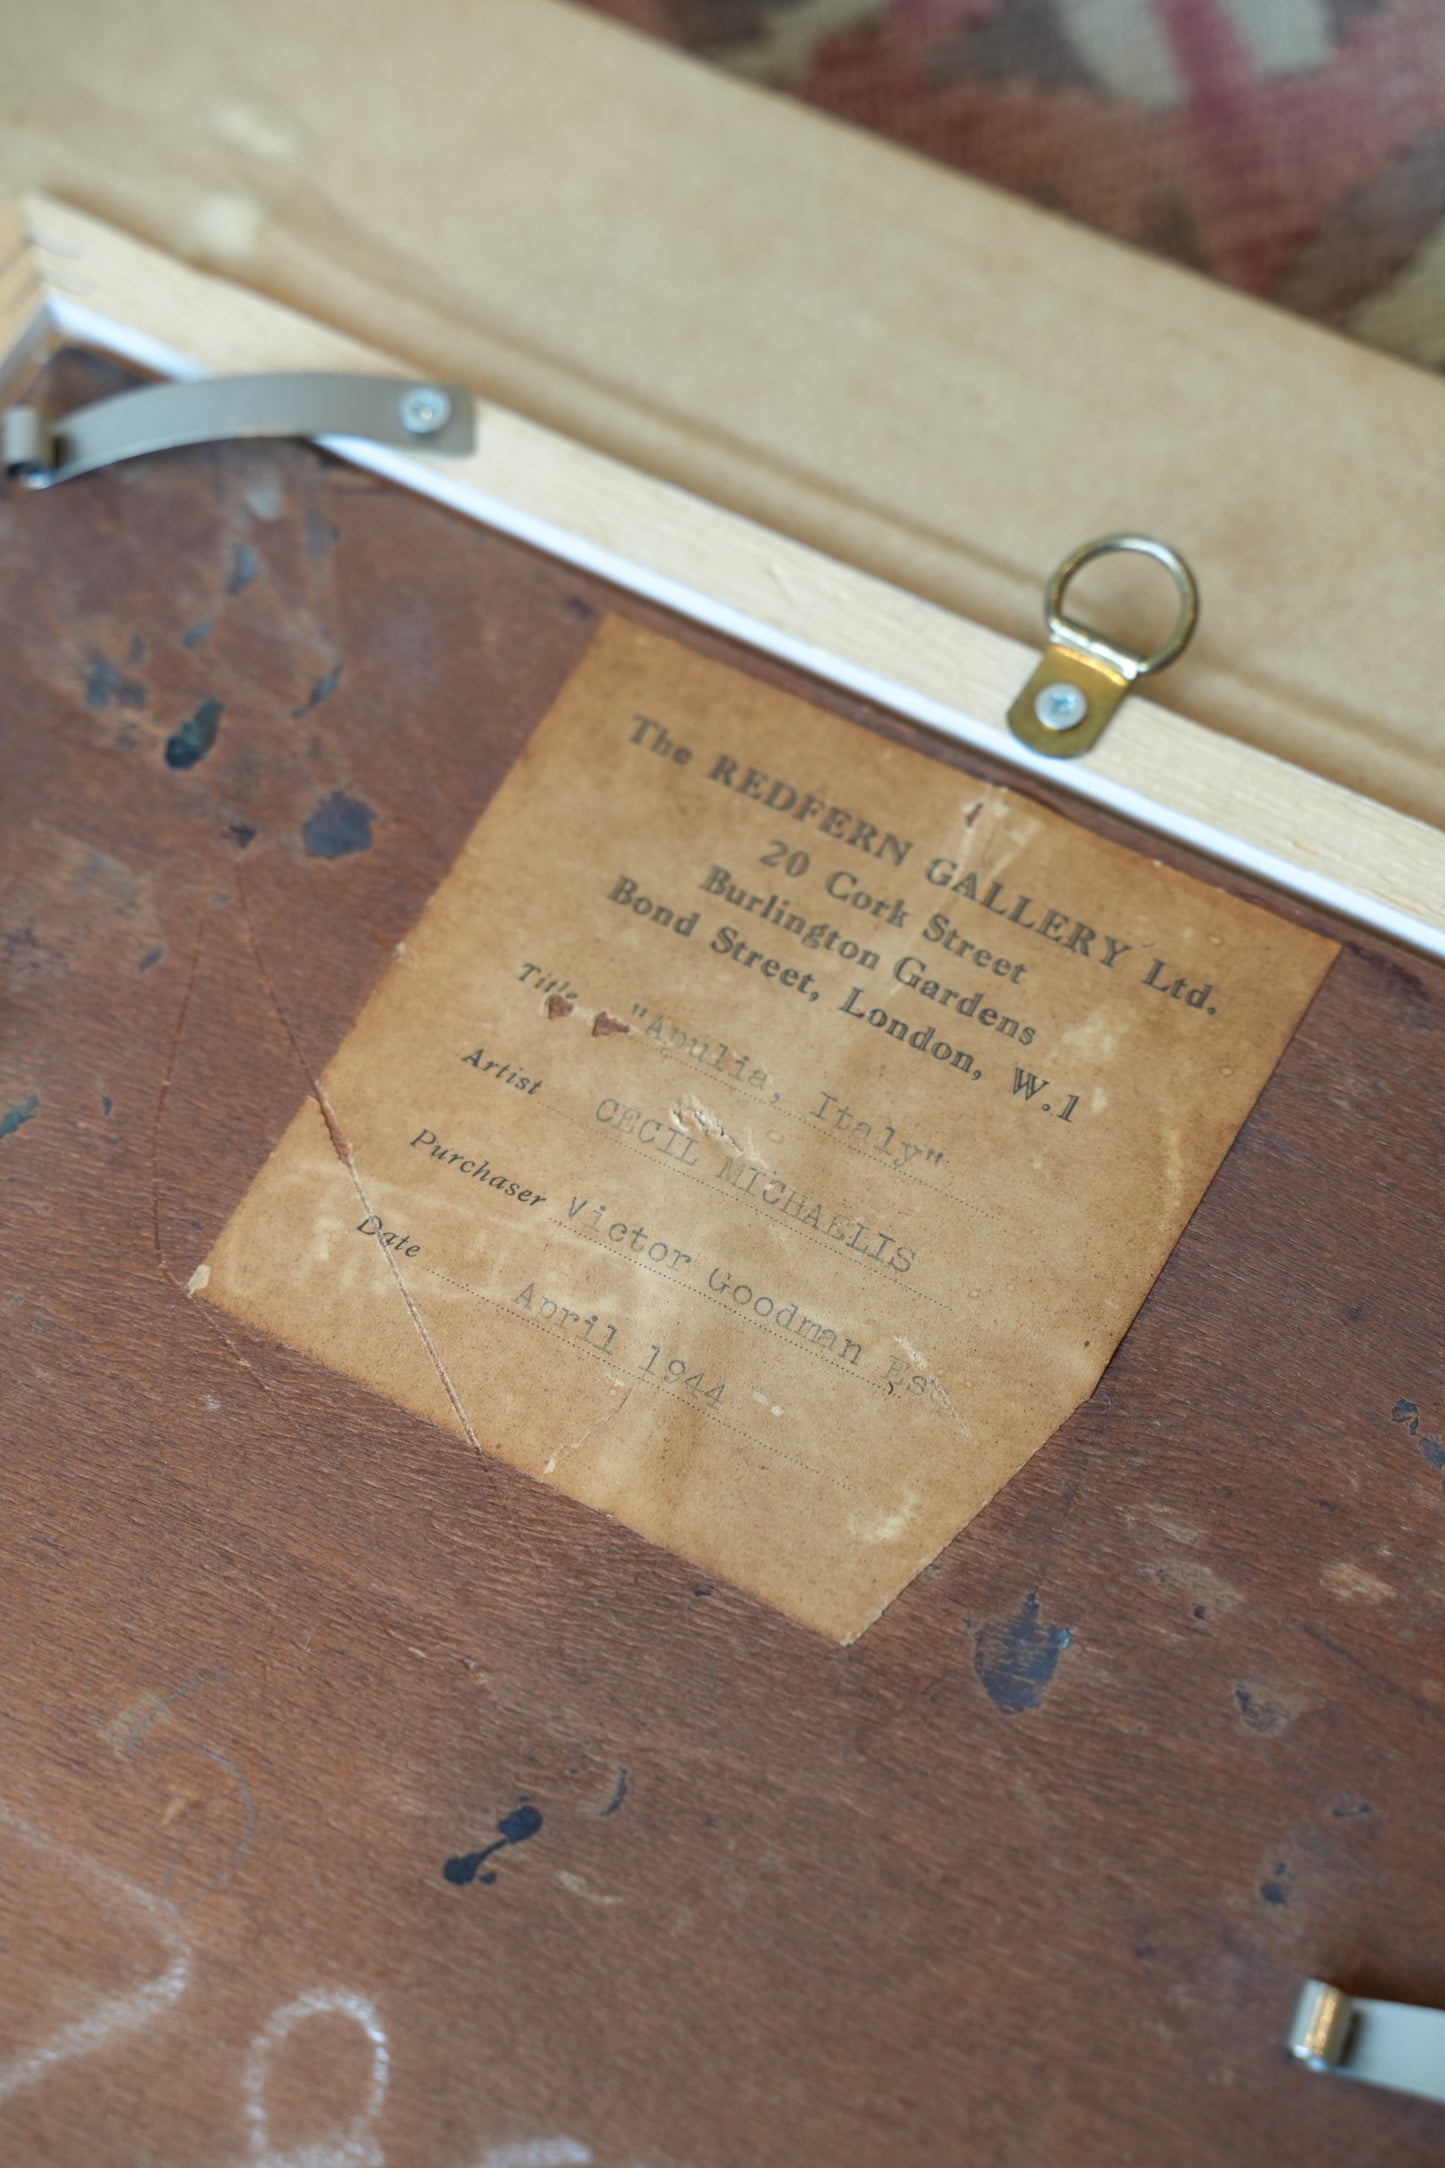 The REDFERN GALLERY Ltd.
20 Cork Street
Burlington Gardens
Bond Street, London, W.1
Title "Apulia, Italy"
Artist CECIL MICHAELIS
Purchaser Victor Goodman Es
Date April 1944